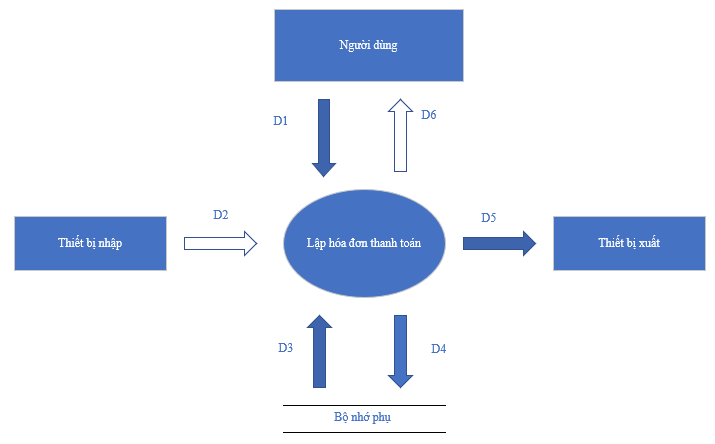 Người dùng
D1
D6
D2
D5
Thiết bị nhập
Lập hóa đơn thanh toán
Thiết bị xuất
D3
D4
Bộ nhớ phụ